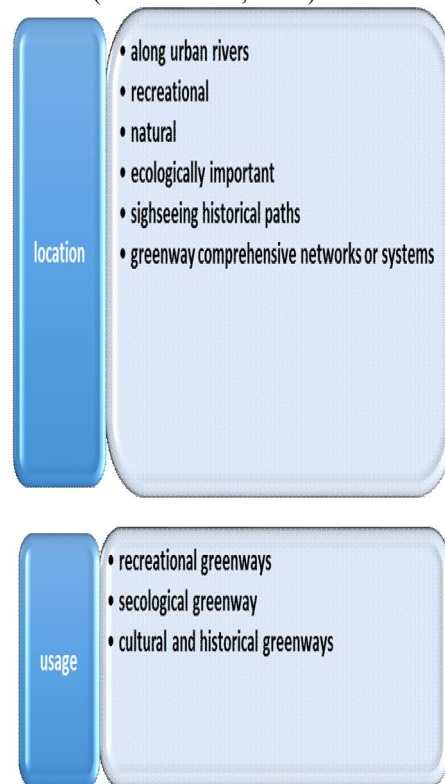 location
• along urban rivers
• recreational
• natural
• ecologically important
• sighseeing historical paths
• greenway comprehensive networks or systems
usage
• recreational greenways
• secological greenway
• cultural and historical greenways